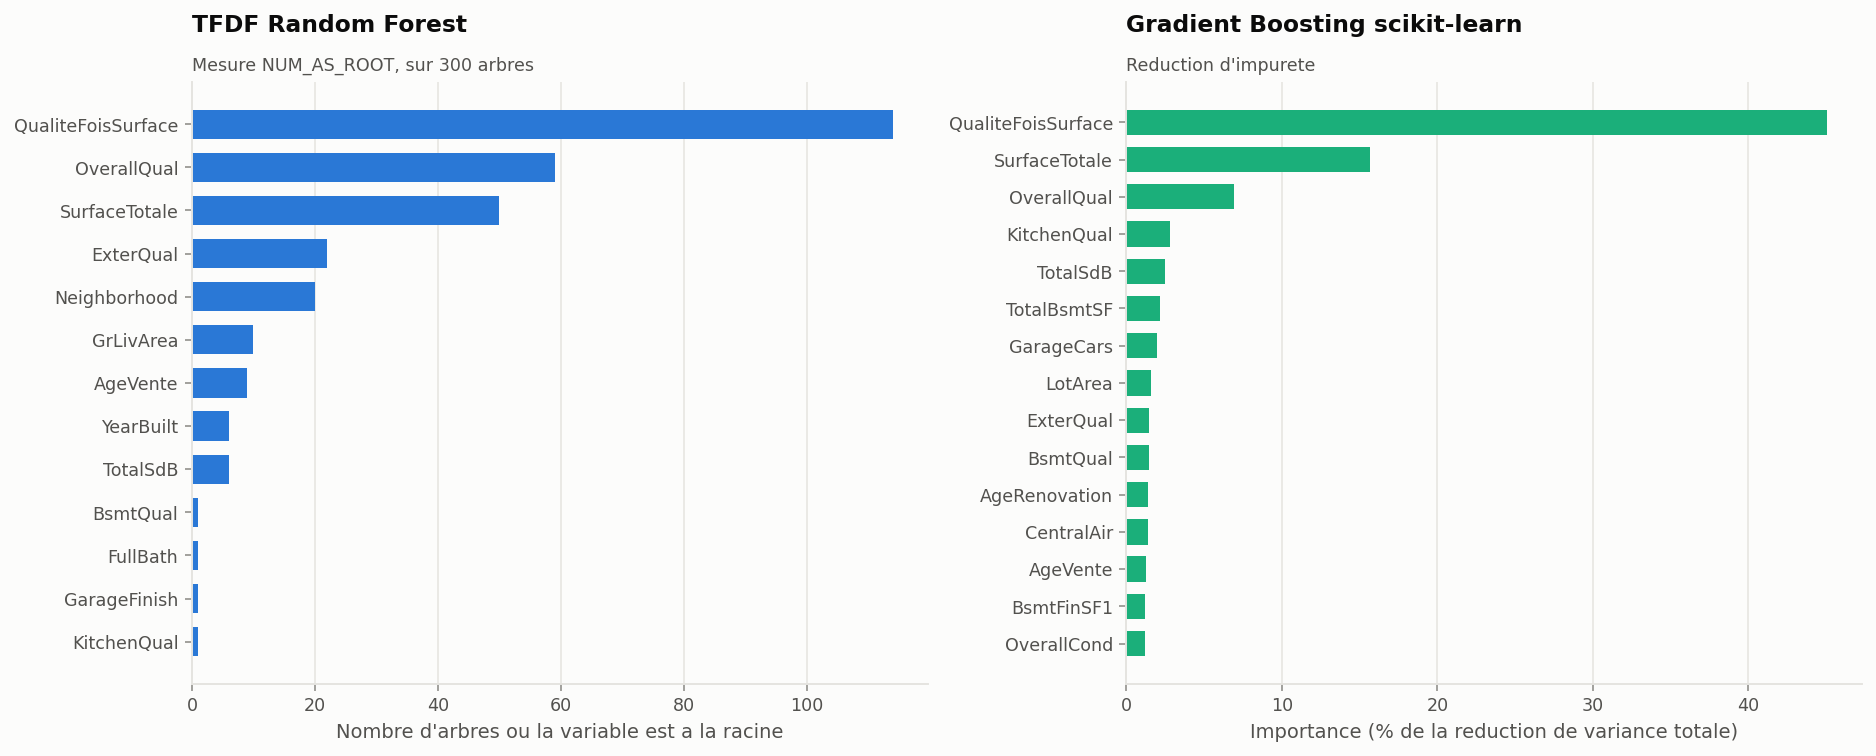 TFDF Random Forest
Mesure NUM_AS_ROOT, sur 300 arbres
QualiteFoisSurface
OverallQual
SurfaceTotale
ExterQual
Neighborhood
GrLivArea
AgeVente
YearBuilt
TotalSdB
BsmtQual
FullBath
GarageFinish
KitchenQual
0 20 40 60 80 100
Nombre d'arbres ou la variable est a la racine
Gradient Boosting scikit-learn
Reduction d'impurete
QualiteFoisSurface
SurfaceTotale
OverallQual
KitchenQual
TotalSdB
TotalBsmtSF
GarageCars
LotArea
ExterQual
BsmtQual
AgeRenovation
CentralAir
AgeVente
BsmtFinSF1
OverallCond
0 10 20 30 40
Importance (% de la reduction de variance totale)